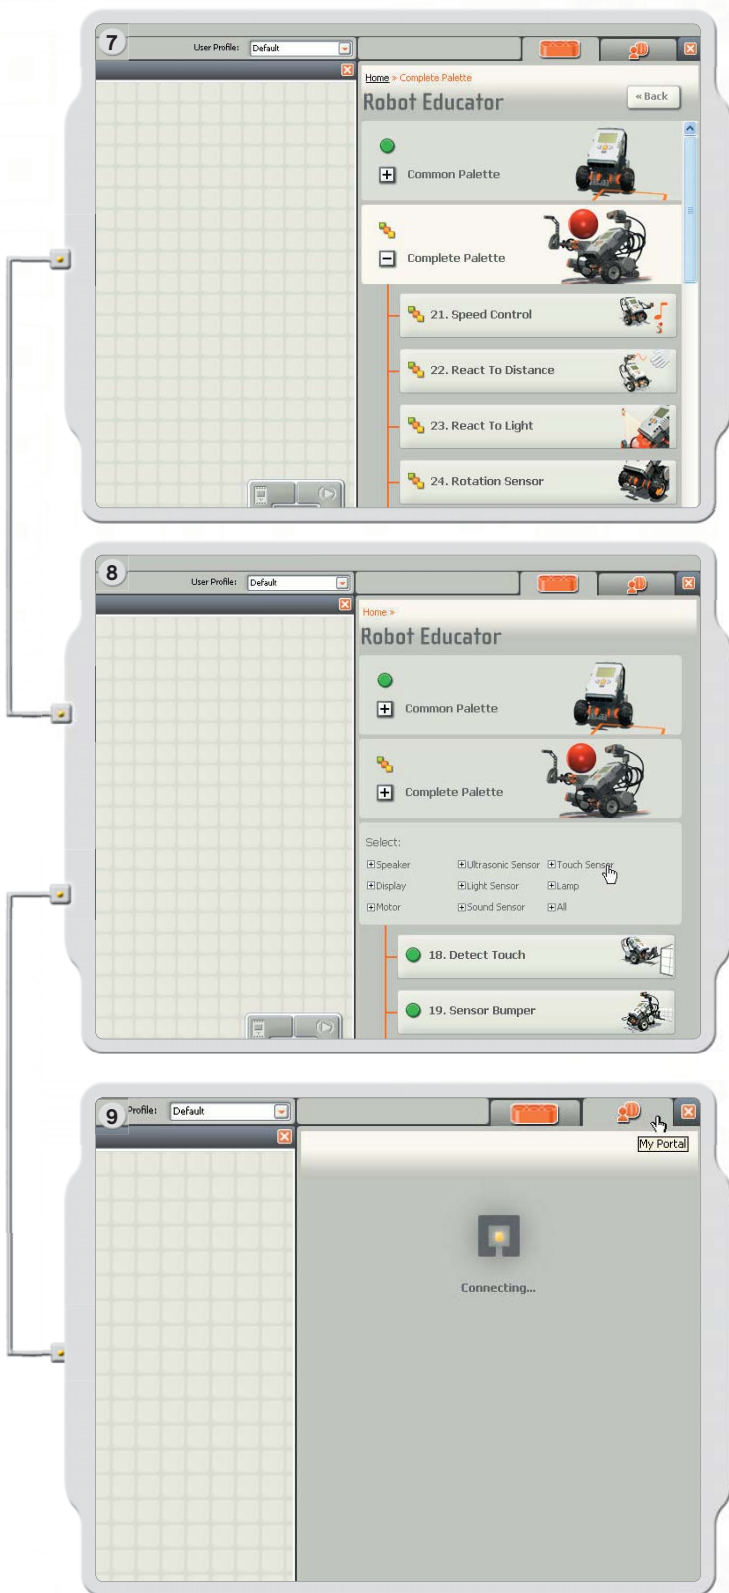 7
User Profile: Default
Home » Complete Palette
Robot Educator
« Back
Common Palette
Complete Palette
21. Speed Control
22. React To Distance
23. React To Light
24. Rotation Sensor
8
User Profile: Default
Home »
Robot Educator
Common Palette
Complete Palette
Select:
Speaker Ultrasonic Sensor Touch Sensor
Display Light Sensor Lamp
Motor Sound Sensor All
18. Detect Touch
19. Sensor Bumper
9
Profile: Default
My Portal
Connecting...